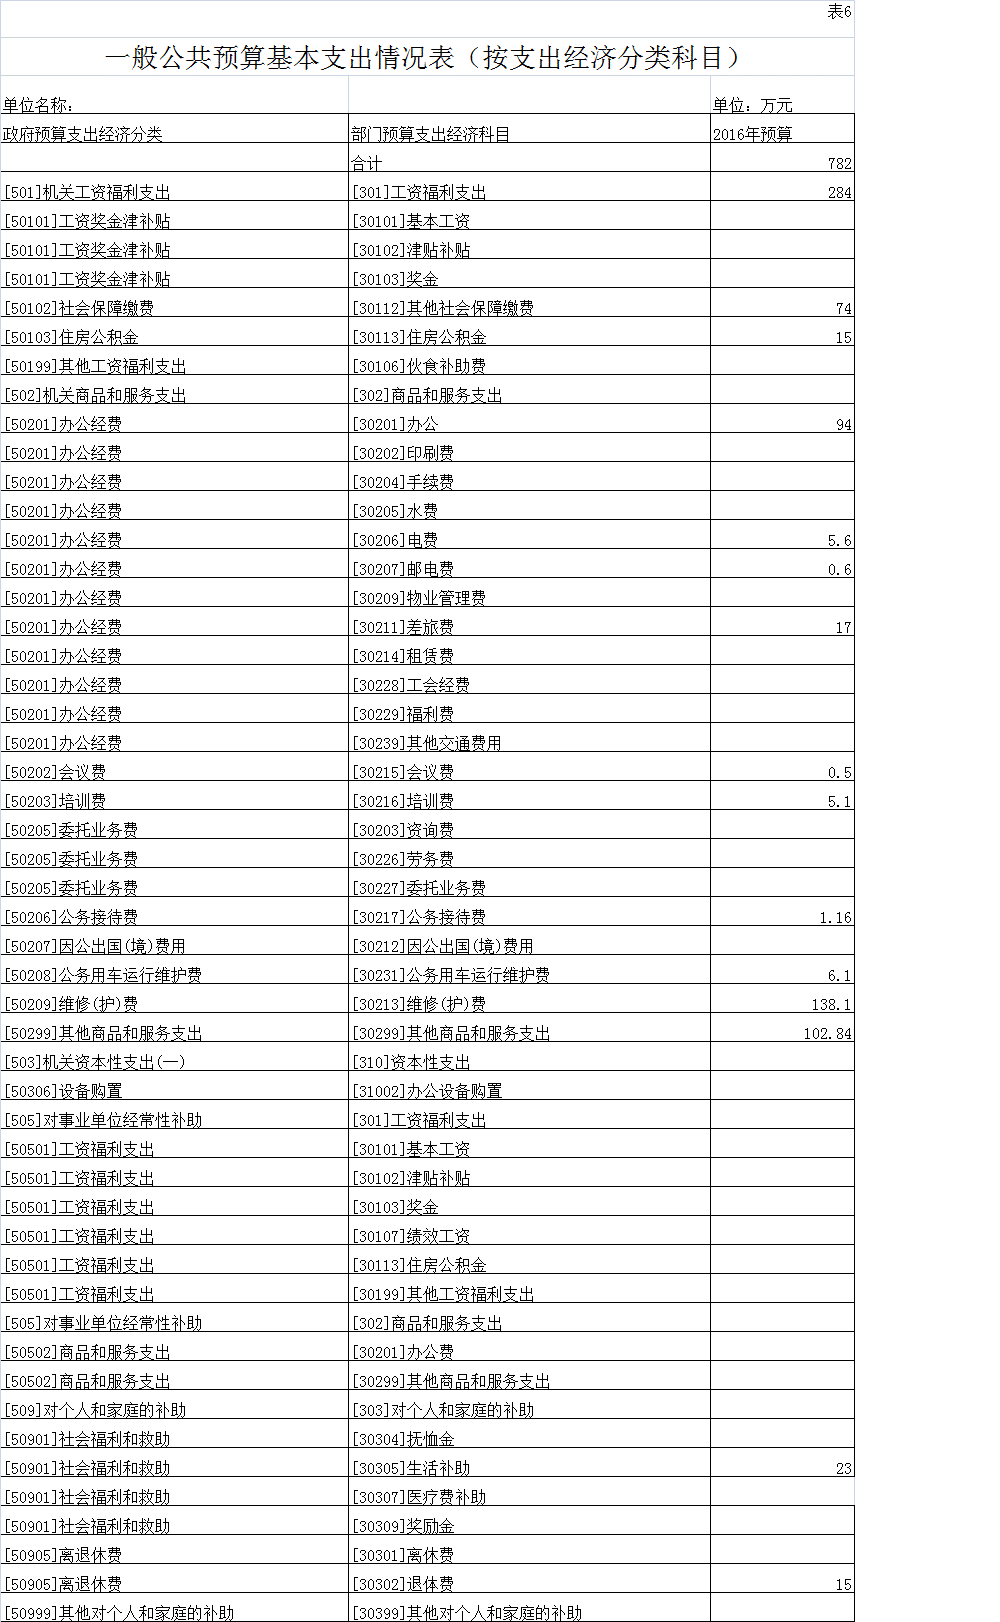 表6
一般公共预算基本支出情况表（按支出经济分类科目）
单位名称： 单位：万元
政府预算支出经济分类 部门预算支出经济科目 2016年预算
合计 782
[501]机关工资福利支出 [301]工资福利支出 284
[50101]工资奖金津补贴 [30101]基本工资
[50101]工资奖金津补贴 [30102]津贴补贴
[50101]工资奖金津补贴 [30103]奖金
[50102]社会保障缴费 [30112]其他社会保障缴费 74
[50103]住房公积金 [30113]住房公积金 15
[50199]其他工资福利支出 [30106]伙食补助费
[502]机关商品和服务支出 [302]商品和服务支出
[50201]办公经费 [30201]办公 94
[50201]办公经费 [30202]印刷费
[50201]办公经费 [30204]手续费
[50201]办公经费 [30205]水费
[50201]办公经费 [30206]电费 5.6
[50201]办公经费 [30207]邮电费 0.6
[50201]办公经费 [30209]物业管理费
[50201]办公经费 [30211]差旅费 17
[50201]办公经费 [30214]租赁费
[50201]办公经费 [30228]工会经费
[50201]办公经费 [30229]福利费
[50201]办公经费 [30239]其他交通费用
[50202]会议费 [30215]会议费 0.5
[50203]培训费 [30216]培训费 5.1
[50205]委托业务费 [30203]资询费
[50205]委托业务费 [30226]劳务费
[50205]委托业务费 [30227]委托业务费
[50206]公务接待费 [30217]公务接待费 1.16
[50207]因公出国(境)费用 [30212]因公出国(境)费用
[50208]公务用车运行维护费 [30231]公务用车运行维护费 6.1
[50209]维修(护)费 [30213]维修(护)费 138.1
[50299]其他商品和服务支出 [30299]其他商品和服务支出 102.84
[503]机关资本性支出(一) [310]资本性支出
[50306]设备购置 [31002]办公设备购置
[505]对事业单位经常性补助 [301]工资福利支出
[50501]工资福利支出 [30101]基本工资
[50501]工资福利支出 [30102]津贴补贴
[50501]工资福利支出 [30103]奖金
[50501]工资福利支出 [30107]绩效工资
[50501]工资福利支出 [30113]住房公积金
[50501]工资福利支出 [30199]其他工资福利支出
[505]对事业单位经常性补助 [302]商品和服务支出
[50502]商品和服务支出 [30201]办公费
[50502]商品和服务支出 [30299]其他商品和服务支出
[509]对个人和家庭的补助 [303]对个人和家庭的补助
[50901]社会福利和救助 [30304]抚恤金
[50901]社会福利和救助 [30305]生活补助 23
[50901]社会福利和救助 [30307]医疗费补助
[50901]社会福利和救助 [30309]奖励金
[50905]离退休费 [30301]离休费
[50905]离退休费 [30302]退体费 15
[50999]其他对个人和家庭的补助 [30399]其他对个人和家庭的补助